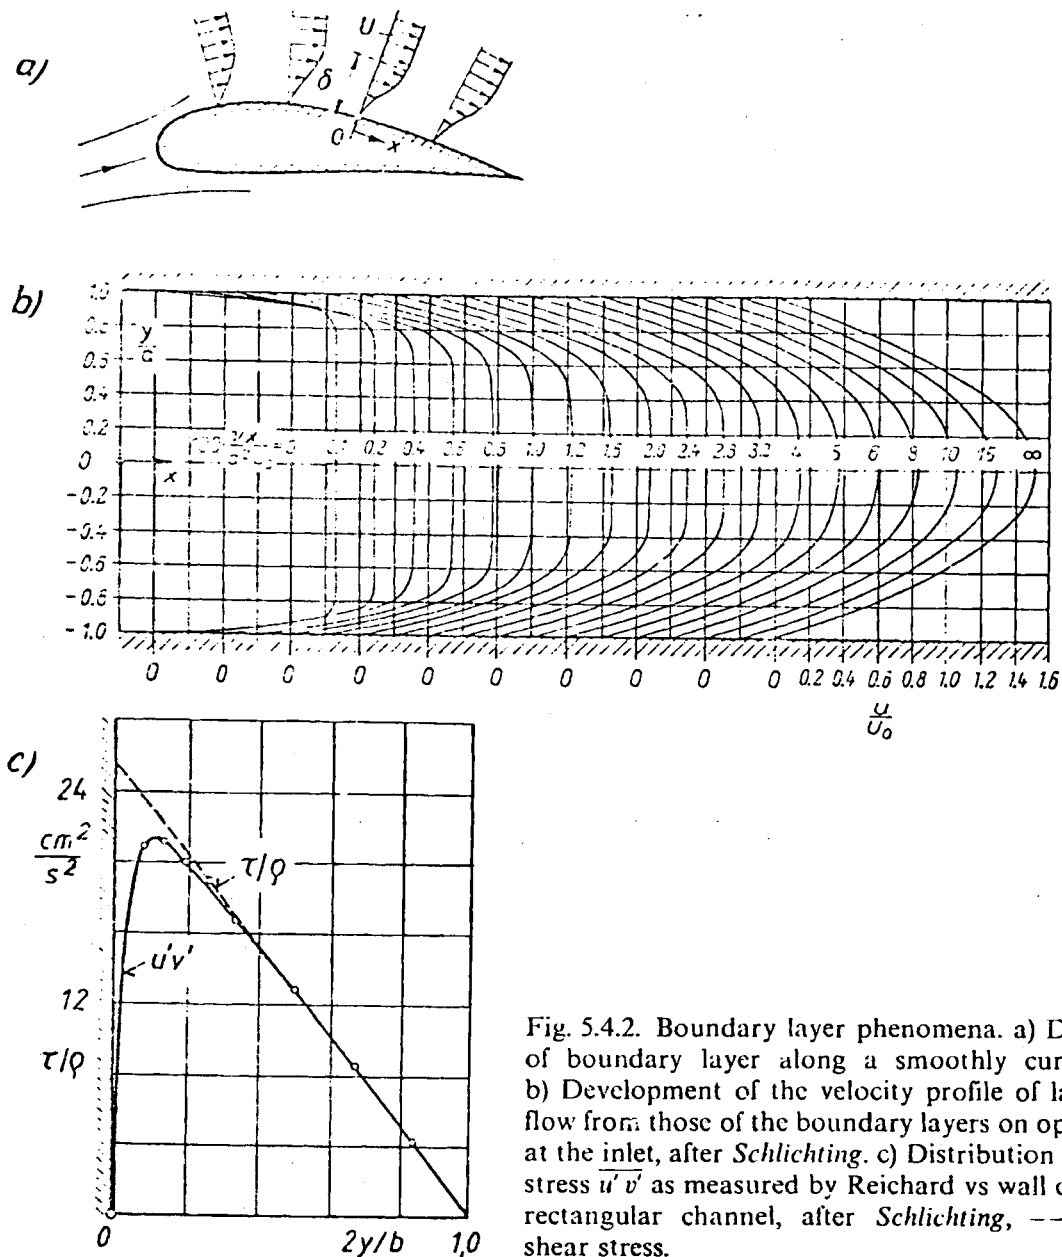 a)
U
δ
0
x
b)
1.0
0.8
y
0.6
0.4
0.2
0
x
-0.2
-0.4
-0.6
-0.8
-1.0
0.2 0.4 0.8 1.0 1.2 1.6 2.0 2.4 2.8 3.2 4 5 6 8 10 15 ∞
0 0 0 0 0 0 0 0 0 0 0.2 0.4 0.6 0.8 1.0 1.2 1.4 1.6
u
U₀
c)
24
cm²
s²
τ/ρ
u'v'
12
τ/ρ
0 2y/b 1,0
Fig. 5.4.2. Boundary layer phenomena. a) D
of boundary layer along a smoothly cur
b) Development of the velocity profile of la
flow from those of the boundary layers on op
at the inlet, after Schlichting. c) Distribution
stress u' v' as measured by Reichard vs wall
rectangular channel, after Schlichting, --
shear stress.